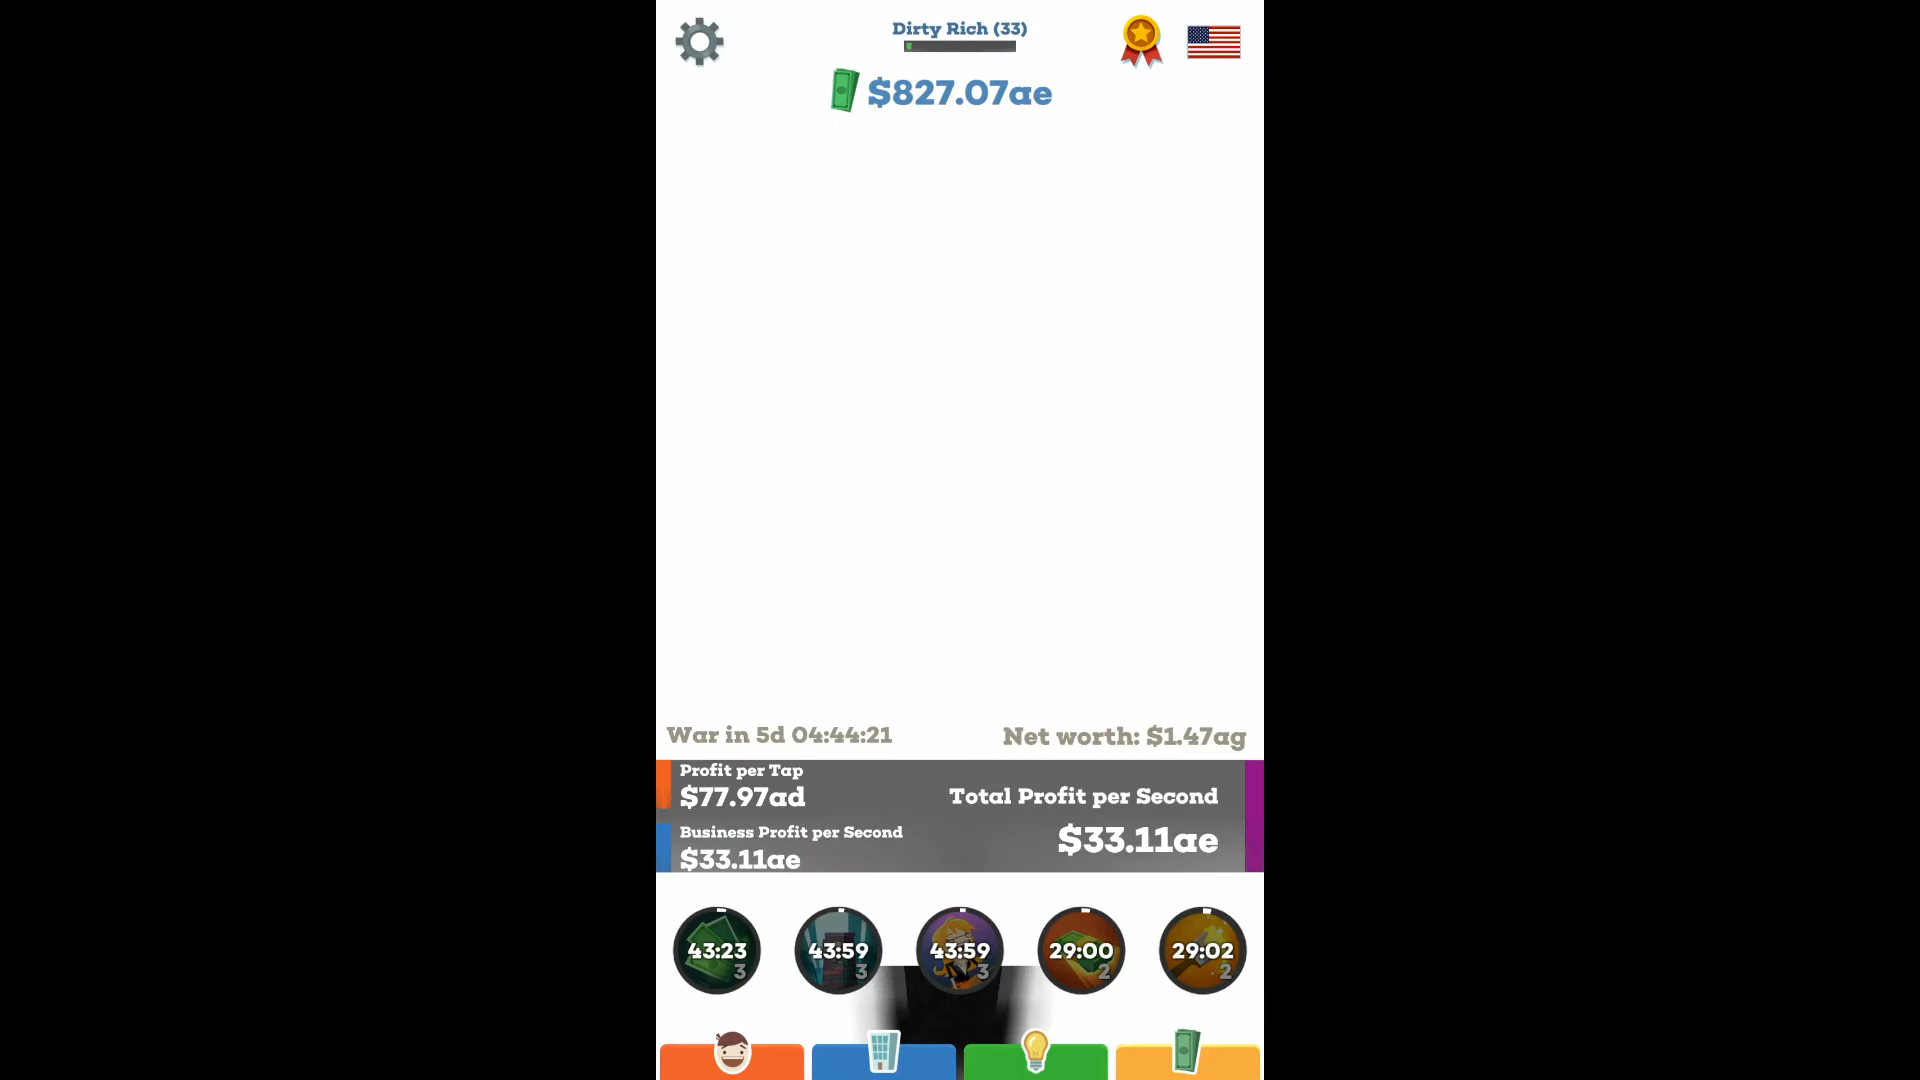 Dirty Rich (33)
$827.07ae
War in 5d 04:44:21
Net worth: $1.47ag
Profit per Tap
$77.97ad
Total Profit per Second
$33.11ae
Business Profit per Second
$33.11ae
43:23
3
43:59
3
43:59
3
29:00
2
29:02
2